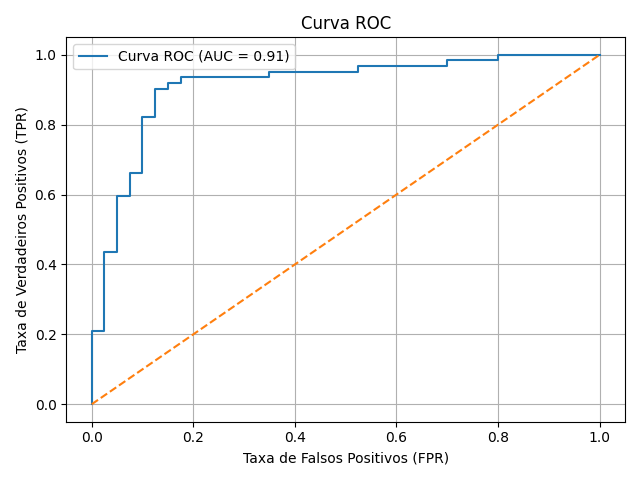 Curva ROC
Curva ROC (AUC = 0.91)
Taxa de Verdadeiros Positivos (TPR)
1.0
0.8
0.6
0.4
0.2
0.0
0.0 0.2 0.4 0.6 0.8 1.0
Taxa de Falsos Positivos (FPR)